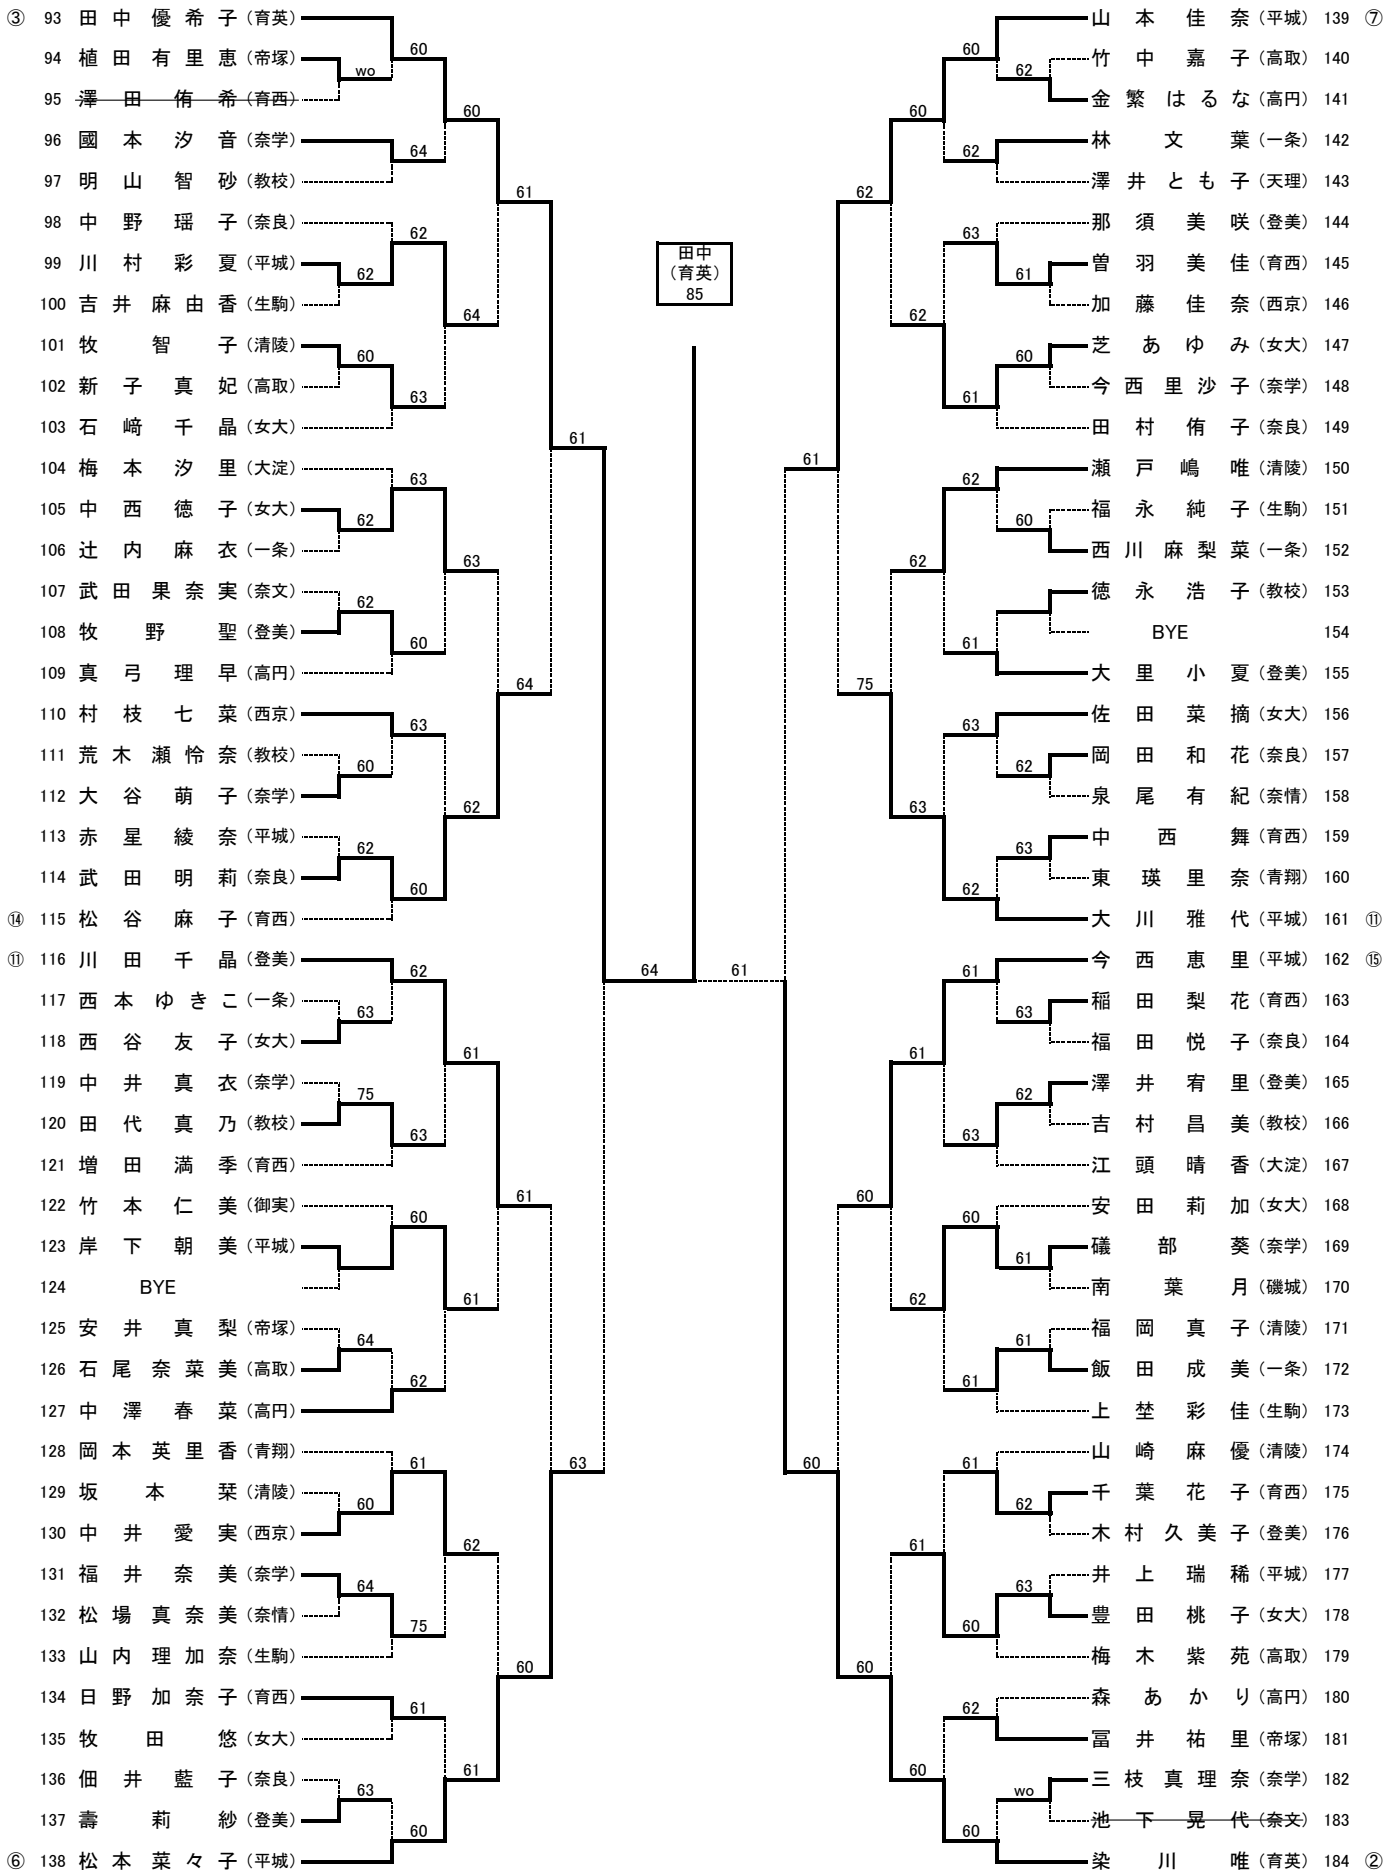 ③ 93 田中優希子(育英)
94 植田有里恵(帝塚)
95 澤田侑希(育西)
96 國本汐音(奈学)
97 明山智砂(教校)
98 中野瑶子(奈良)
99 川村彩夏(平城)
100 吉井麻由香(生駒)
101 牧智子(清陵)
102 新子真妃(高取)
103 石﨑千晶(女大)
104 梅本汐里(大淀)
105 中西徳子(女大)
106 辻内麻衣(一条)
107 武田果奈実(奈文)
108 牧野聖(登美)
109 真弓理早(高円)
110 村枝七菜(西京)
111 荒木瀬怜奈(教校)
112 大谷萌子(奈学)
113 赤星綾奈(平城)
114 武田明莉(奈良)
⑭ 115 松谷麻子(育西)
⑪ 116 川田千晶(登美)
117 西本ゆきこ(一条)
118 西谷友子(女大)
119 中井真衣(奈学)
120 田代真乃(教校)
121 増田満季(育西)
122 竹本仁美(御実)
123 岸下朝美(平城)
124 BYE
125 安井真梨(帝塚)
126 石尾奈菜美(高取)
127 中澤春菜(高円)
128 岡本英里香(青翔)
129 坂本栞(清陵)
130 中井愛実(西京)
131 福井奈美(奈学)
132 松場真奈美(奈情)
133 山内理加奈(生駒)
134 日野加奈子(育西)
135 牧田悠(女大)
136 佃井藍子(奈良)
137 壽莉紗(登美)
⑥ 138 松本菜々子(平城)
wo
62
60
62
62
60
62
63
75
64
60
64
63
60
64
62
63
63
60
63
60
62
63
60
62
61
75
61
60
60
64
63
62
61
61
62
61
61
64
61
60
61
63
64
田中
(育英)
85
61
61
60
62
75
60
60
60
62
62
63
61
62
61
60
60
62
63
61
62
61
63
62
61
63
60
61
61
60
62
60
62
61
60
60
62
63
63
62
61
61
62
63
wo
山本佳奈(平城) 139 ⑦
竹中嘉子(高取) 140
金繁はるな(高円) 141
林文葉(一条) 142
澤井とも子(天理) 143
那須美咲(登美) 144
曽羽美佳(育西) 145
加藤佳奈(西京) 146
芝あゆみ(女大) 147
今西里沙子(奈学) 148
田村侑子(奈良) 149
瀬戸嶋唯(清陵) 150
福永純子(生駒) 151
西川麻梨菜(一条) 152
徳永浩子(教校) 153
BYE 154
大里小夏(登美) 155
佐田菜摘(女大) 156
岡田和花(奈良) 157
泉尾有紀(奈情) 158
中西舞(育西) 159
東瑛里奈(青翔) 160
大川雅代(平城) 161 ⑪
今西恵里(平城) 162 ⑮
稲田梨花(育西) 163
福田悦子(奈良) 164
澤井宥里(登美) 165
吉村昌美(教校) 166
江頭晴香(大淀) 167
安田莉加(女大) 168
礒部葵(奈学) 169
南葉月(磯城) 170
福岡真子(清陵) 171
飯田成美(一条) 172
上埜彩佳(生駒) 173
山崎麻優(清陵) 174
千葉花子(育西) 175
木村久美子(登美) 176
井上瑞稀(平城) 177
豊田桃子(女大) 178
梅木紫苑(高取) 179
森あかり(高円) 180
冨井祐里(帝塚) 181
三枝真理奈(奈学) 182
池下晃代(奈文) 183
染川唯(育英) 184 ②